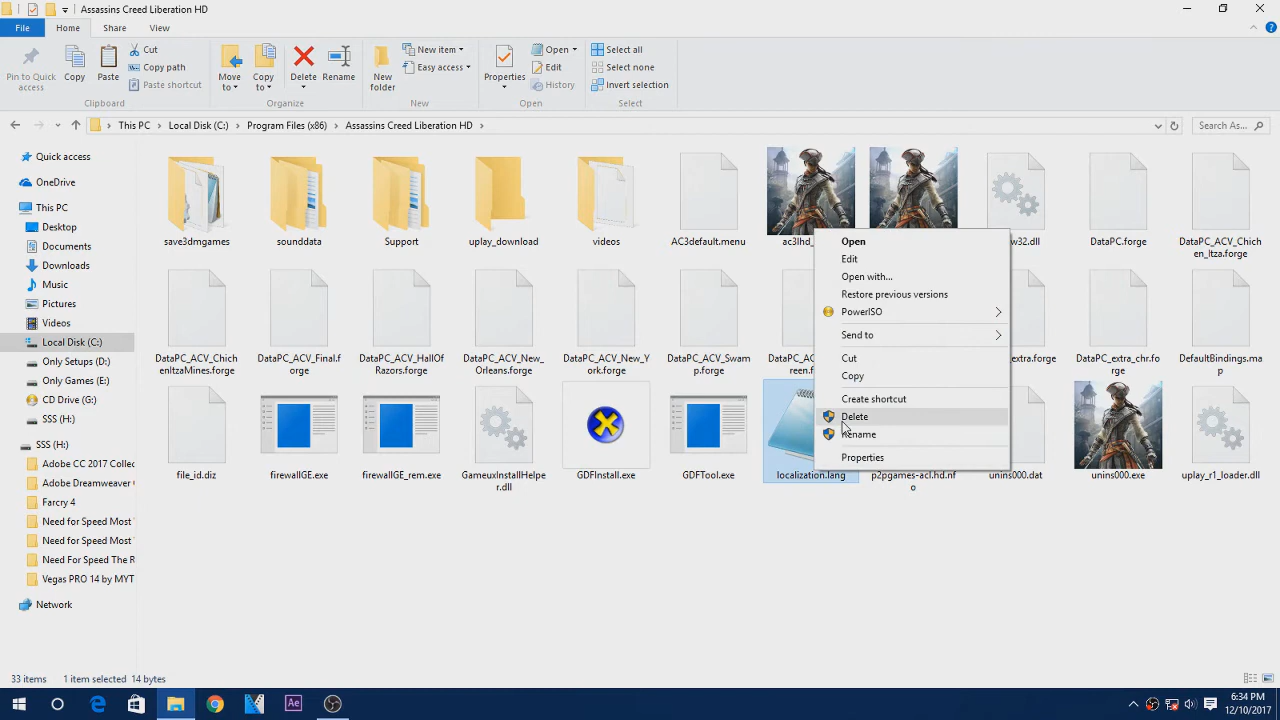 Assassins Creed Liberation HD
File Home Share View
Pin to Quick access
Copy
Paste
Cut
Copy path
Paste shortcut
Clipboard
Move to
Copy to
Delete
Rename
Organize
New folder
New item
Easy access
New
Properties
Open
Edit
History
Open
Select all
Select none
Invert selection
Select
This PC > Local Disk (C:) > Program Files (x86) > Assassins Creed Liberation HD >
Search As...
Quick access
OneDrive
This PC
Desktop
Documents
Downloads
Music
Pictures
Videos
Local Disk (C:)
Only Setups (D:)
Only Games (E:)
CD Drive (G:)
SSS (H:)
SSS (H:)
Adobe CC 2017 Collec
Adobe Dreamweaver
Farcry 4
Need for Speed Most
Need for Speed Most
Need For Speed The R
Vegas PRO 14 by MYT
Network
save3dmgames
sounddata
Support
uplay_download
videos
AC3default.menu
ac3lhd_
w32.dll
DataPC.forge
DataPC_ACV_Chich
en_Itza.forge
DataPC_ACV_Chich
enItzaMines.forge
DataPC_ACV_Final.f
orge
DataPC_ACV_HallOf
Razors.forge
DataPC_ACV_New_
Orleans.forge
DataPC_ACV_New_Y
ork.forge
DataPC_ACV_Swam
p.forge
DataPC_AC
reen.f
extra.forge
DataPC_extra_chr.fo
rge
DefaultBindings.ma
p
file_id.diz
firewallGE.exe
firewallGE_rem.exe
GameuxInstallHelpe
r.dll
GDFInstall.exe
GDFTool.exe
localization.lang
p2pgames-acl.hd.nf
o
unins000.dat
unins000.exe
uplay_r1_loader.dll
Open
Edit
Open with...
Restore previous versions
PowerISO
Send to
Cut
Copy
Create shortcut
Delete
Rename
Properties
33 items 1 item selected 14 bytes
Ae
6:34 PM
12/10/2017